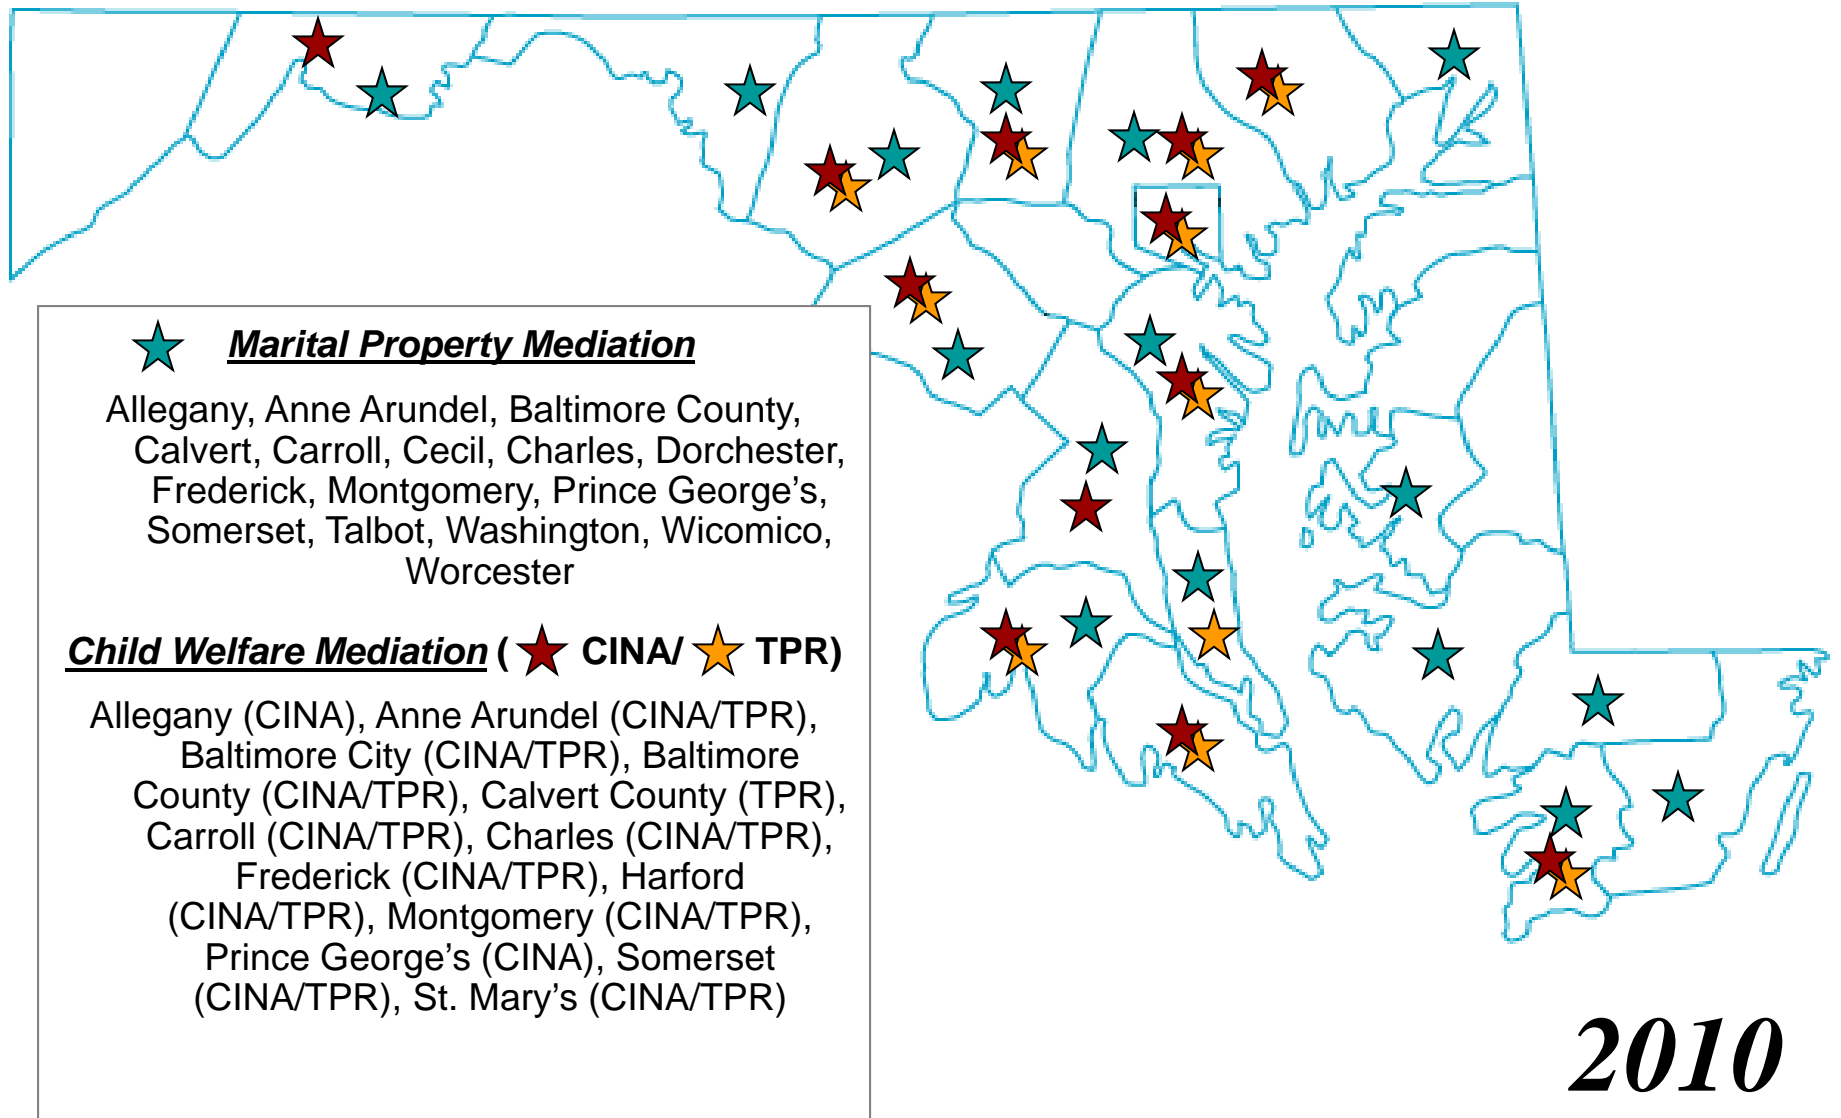 Marital Property Mediation
Allegany, Anne Arundel, Baltimore County,
Calvert, Carroll, Cecil, Charles, Dorchester,
Frederick, Montgomery, Prince George’s,
Somerset, Talbot, Washington, Wicomico,
Worcester
Child Welfare Mediation ( CINA/ TPR)
Allegany (CINA), Anne Arundel (CINA/TPR),
Baltimore City (CINA/TPR), Baltimore
County (CINA/TPR), Calvert County (TPR),
Carroll (CINA/TPR), Charles (CINA/TPR),
Frederick (CINA/TPR), Harford
(CINA/TPR), Montgomery (CINA/TPR),
Prince George’s (CINA), Somerset
(CINA/TPR), St. Mary’s (CINA/TPR)
2010